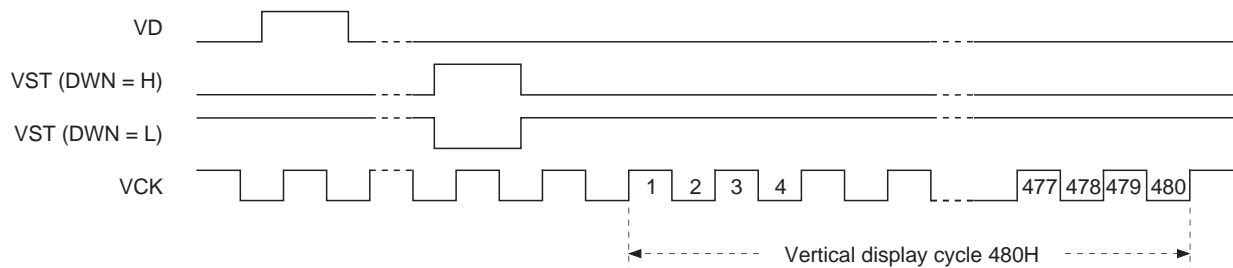 VD
VST (DWN = H)
VST (DWN = L)
VCK
1 2 3 4 477 478 479 480
Vertical display cycle 480H